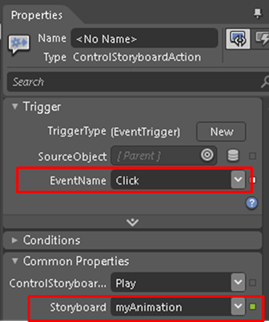 Properties
Name <No Name>
Type ControlStoryboardAction
Search
Trigger
TriggerType (EventTrigger) New
SourceObject [ Parent ]
EventName Click
Conditions
Common Properties
ControlStoryboar... Play
Storyboard myAnimation